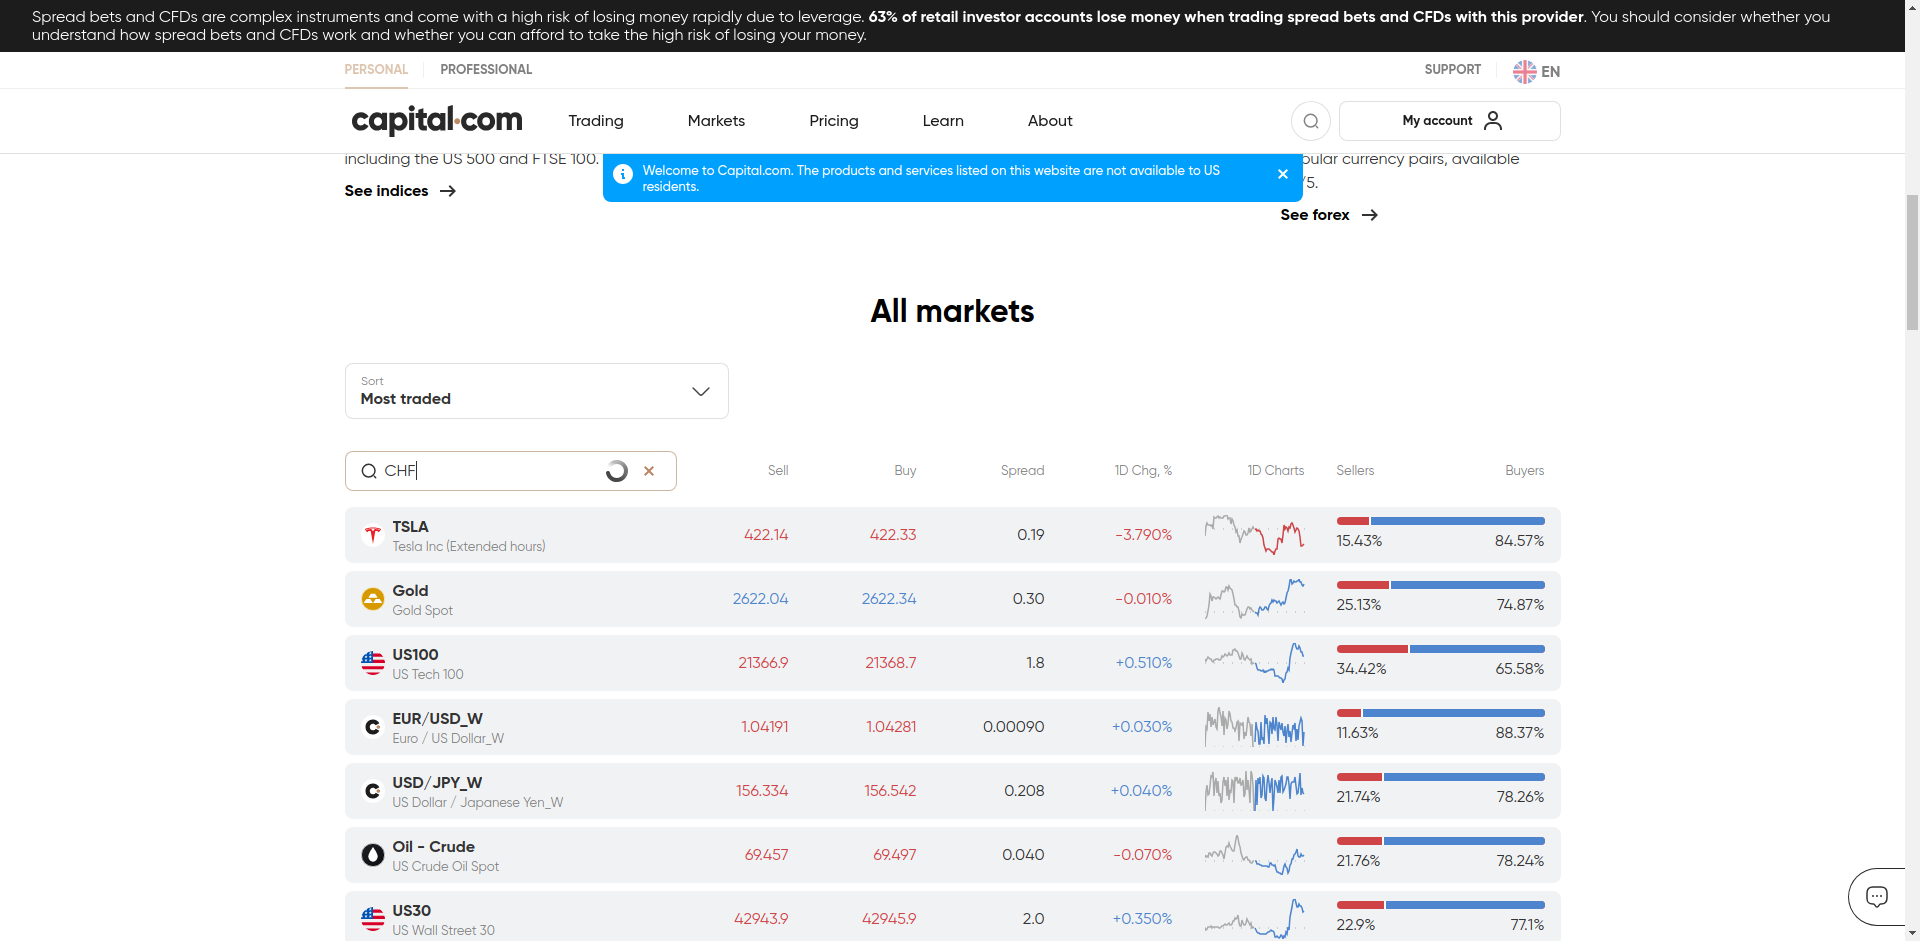 Spread bets and CFDs are complex instruments and come with a high risk of losing money rapidly due to leverage. 63% of retail investor accounts lose money when trading spread bets and CFDs with this provider. You should consider whether you
understand how spread bets and CFDs work and whether you can afford to take the high risk of losing your money.
PERSONAL PROFESSIONAL SUPPORT EN
capital.com Trading Markets Pricing Learn About My account
including the US 500 and FTSE 100.
pular currency pairs, available
Welcome to Capital.com. The products and services listed on this website are not available to US
residents.
/5.
See indices
See forex
All markets
Sort
Most traded
CHF Sell Buy Spread 1D Chg, % 1D Charts Sellers Buyers
TSLA
Tesla Inc (Extended hours)
422.14 422.33 0.19 -3.790% 15.43% 84.57%
Gold
Gold Spot
2622.04 2622.34 0.30 -0.010% 25.13% 74.87%
US100
US Tech 100
21366.9 21368.7 1.8 +0.510% 34.42% 65.58%
EUR/USD_W
Euro / US Dollar_W
1.04191 1.04281 0.00090 +0.030% 11.63% 88.37%
USD/JPY_W
US Dollar / Japanese Yen_W
156.334 156.542 0.208 +0.040% 21.74% 78.26%
Oil - Crude
US Crude Oil Spot
69.457 69.497 0.040 -0.070% 21.76% 78.24%
US30
US Wall Street 30
42943.9 42945.9 2.0 +0.350% 22.9% 77.1%